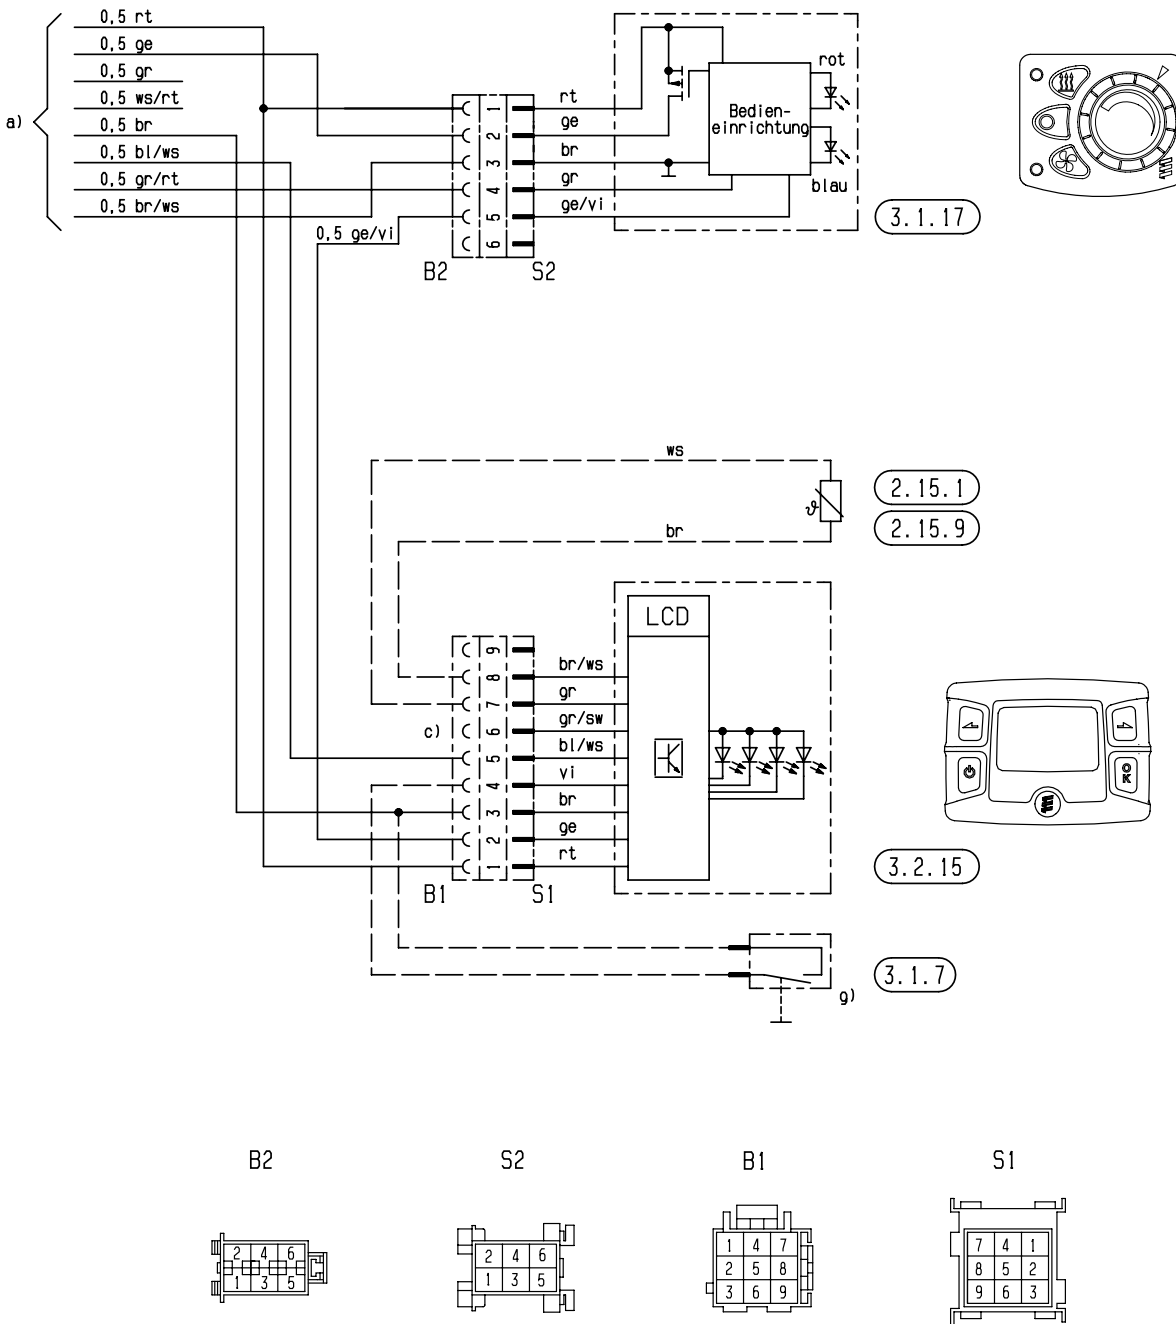 0,5 rt
0,5 ge
0,5 gr
0,5 ws/rt
a)
0,5 br
0,5 bl/ws
0,5 gr/rt
0,5 br/ws
0,5 ge/vi
1
2
3
4
5
6
B2
S2
rt
ge
br
gr
ge/vi
Bedien-
einrichtung
rot
blau
3.1.17
ws
br
2.15.1
2.15.9
LCD
c)
9
8
7
6
5
4
3
2
1
br/ws
gr
gr/sw
bl/ws
vi
br
ge
rt
B1
S1
OK
3.2.15
g)
3.1.7
B2
S2
B1
S1
2 4 6
1 3 5
2 4 6
1 3 5
1 4 7
2 5 8
3 6 9
7 4 1
8 5 2
9 6 3